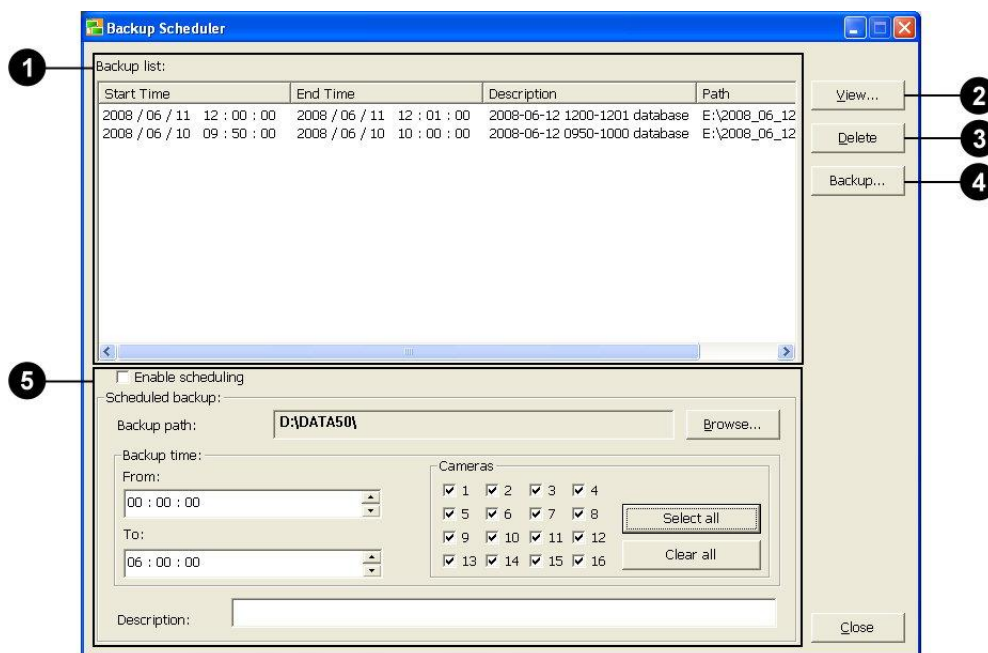 Backup Scheduler
1
Backup list:
Start Time End Time Description Path
2008 / 06 / 11 12 : 00 : 00 2008 / 06 / 11 12 : 01 : 00 2008-06-12 1200-1201 database E:\2008_06_12
2008 / 06 / 10 09 : 50 : 00 2008 / 06 / 10 10 : 00 : 00 2008-06-12 0950-1000 database E:\2008_06_12
View... 2
Delete 3
Backup... 4
5
Enable scheduling
Scheduled backup:
Backup path: D:\DATA50\ Browse...
Backup time:
From:
00 : 00 : 00
To:
06 : 00 : 00
Cameras
1 2 3 4
5 6 7 8
9 10 11 12
13 14 15 16
Select all
Clear all
Description:
Close